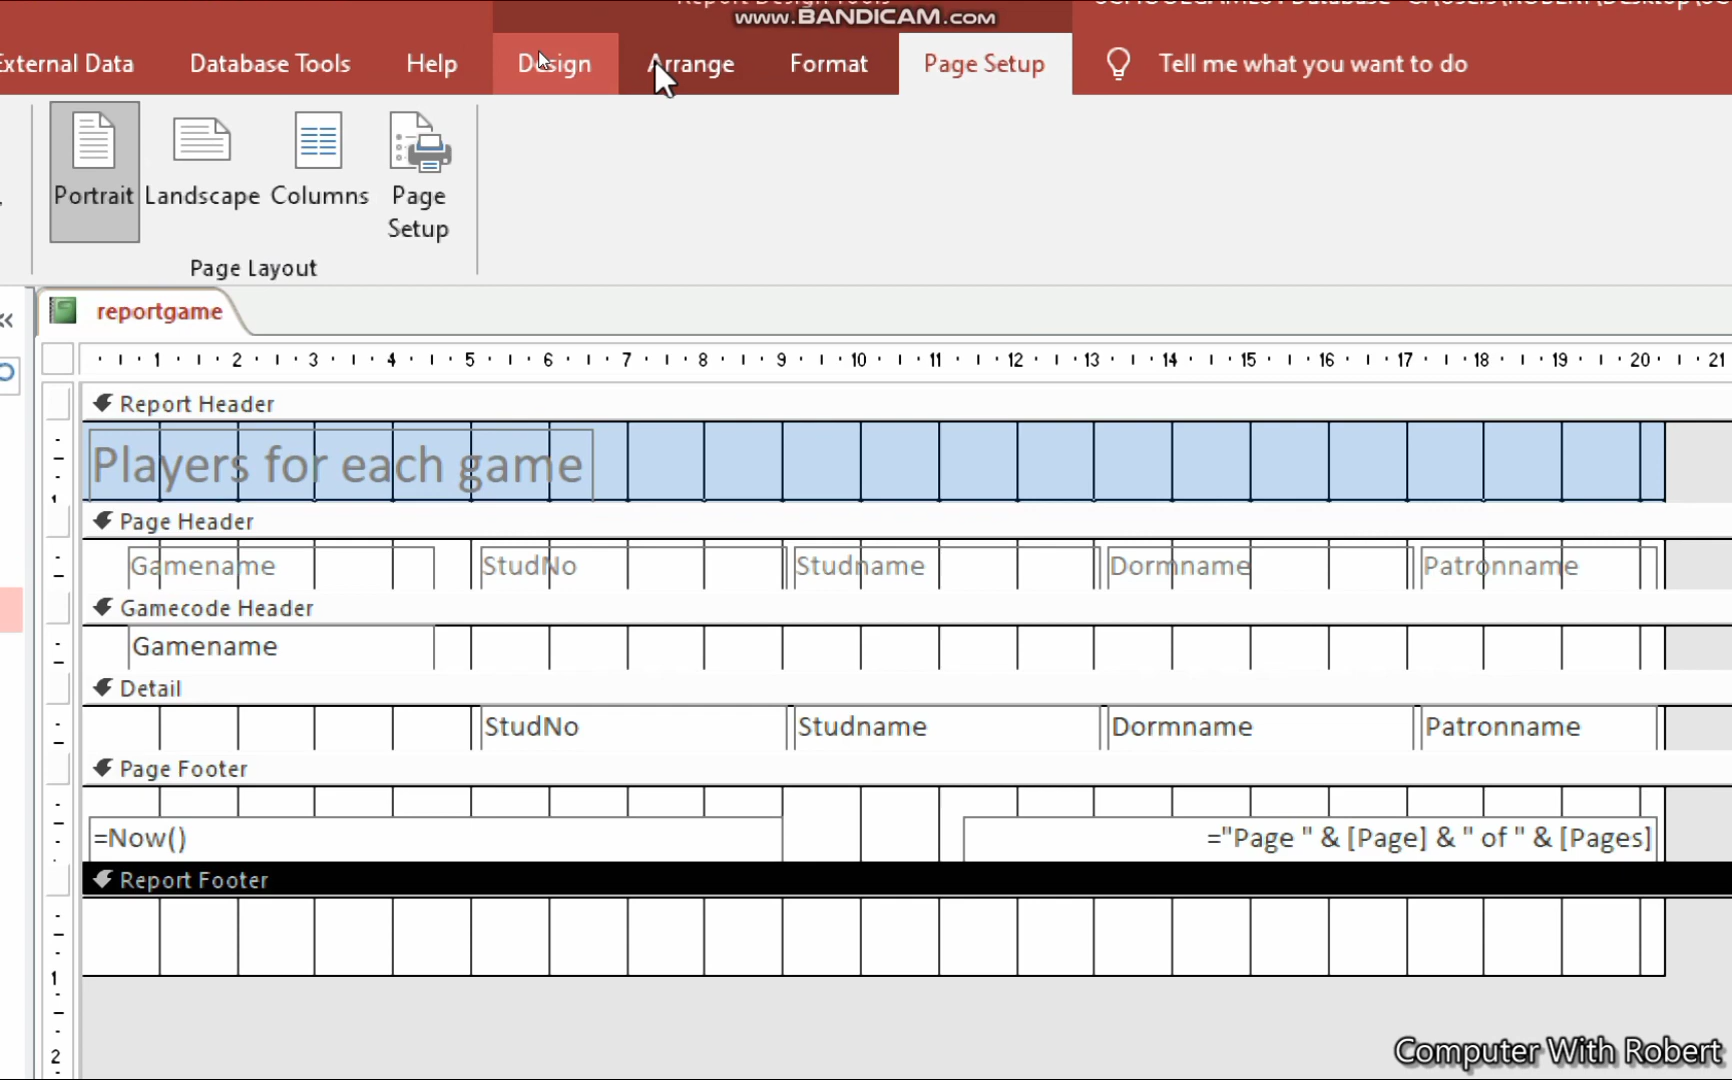 www.BANDICAM.com
External Data Database Tools Help Design Arrange Format Page Setup Tell me what you want to do
Portrait Landscape Columns Page Setup
Page Layout
reportgame
1 2 3 4 5 6 7 8 9 10 11 12 13 14 15 16 17 18 19 20 21
Report Header
Players for each game
1
Page Header
Gamename StudNo Studname Dormname Patronname
Gamecode Header
Gamename
Detail
StudNo Studname Dormname Patronname
Page Footer
=Now() ="Page " & [Page] & " of " & [Pages]
Report Footer
1
2
Computer With Robert